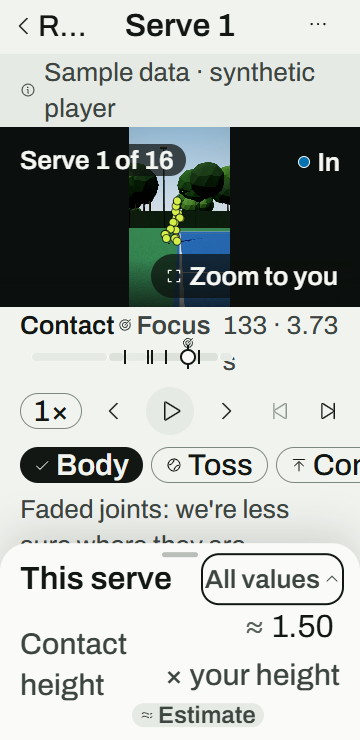 R…
Serve 1
Sample data · synthetic
player
Serve 1 of 16
In
Zoom to you
Contact
Focus
133 · 3.73
s
1×
Body
Toss
Faded joints: we're less
This serve
All values
Contact
height
≈ 1.50
× your height
≈ Estimate